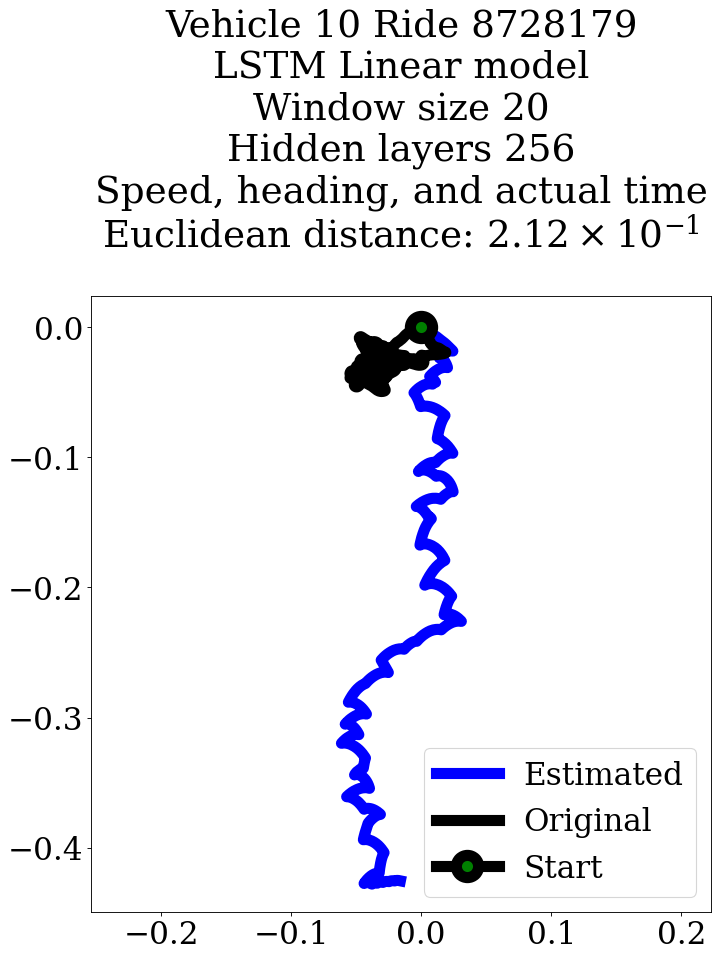 Vehicle 10 Ride 8728179
LSTM Linear model
Window size 20
Hidden layers 256
Speed, heading, and actual time
Euclidean distance: 2.12 × 10⁻¹
0.0
−0.1
−0.2
−0.3
−0.4
Estimated
Original
Start
−0.2 −0.1 0.0 0.1 0.2